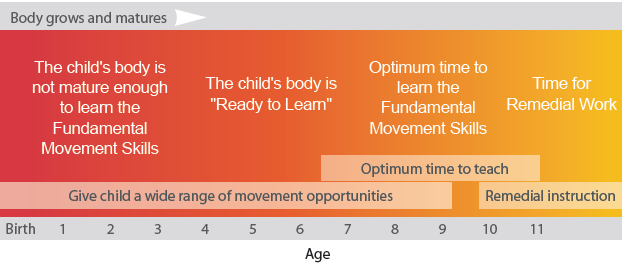 Body grows and matures
The child's body is
not mature enough
to learn the
Fundamental
Movement Skills
The child's body is
"Ready to Learn"
Optimum time to
learn the
Fundamental
Movement Skills
Time for
Remedial Work
Optimum time to teach
Give child a wide range of movement opportunities
Remedial instruction
Birth 1 2 3 4 5 6 7 8 9 10 11
Age